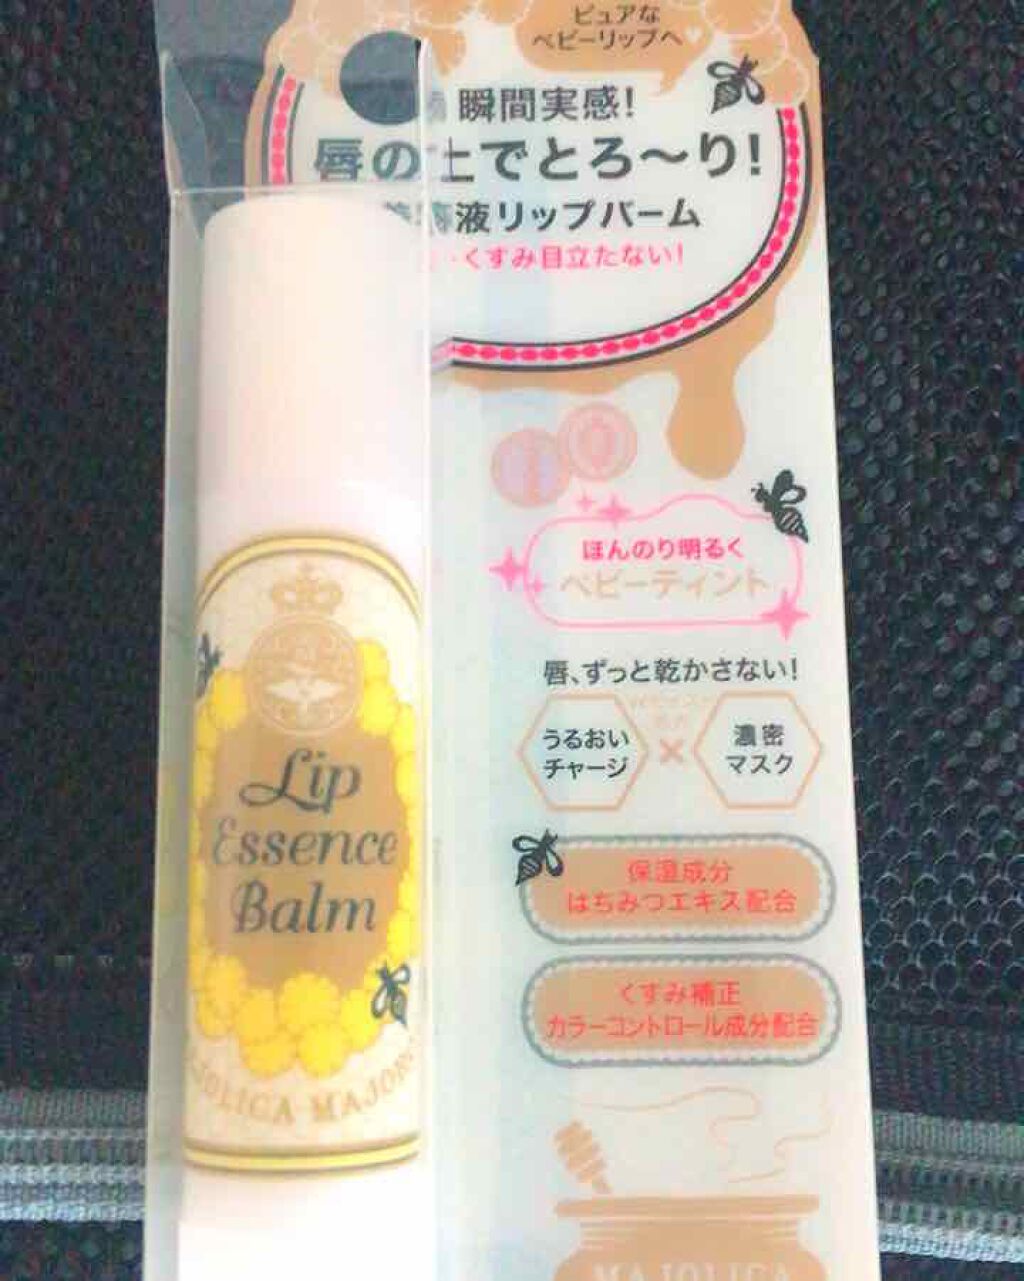 ピュアな
ベビーリップへ♥
瞬間実感!
唇の上でとろ〜り!
液リップバーム
くすみ目立たない!
ほんのり明るく
ベビーティント
唇、ずっと乾かさない!
うるおい
チャージ
×
濃密
マスク
保湿成分
はちみつエキス配合
くすみ補正
カラーコントロール成分配合
Lip
Essence
Balm
JOLICA MAJOR
MAJOLICA